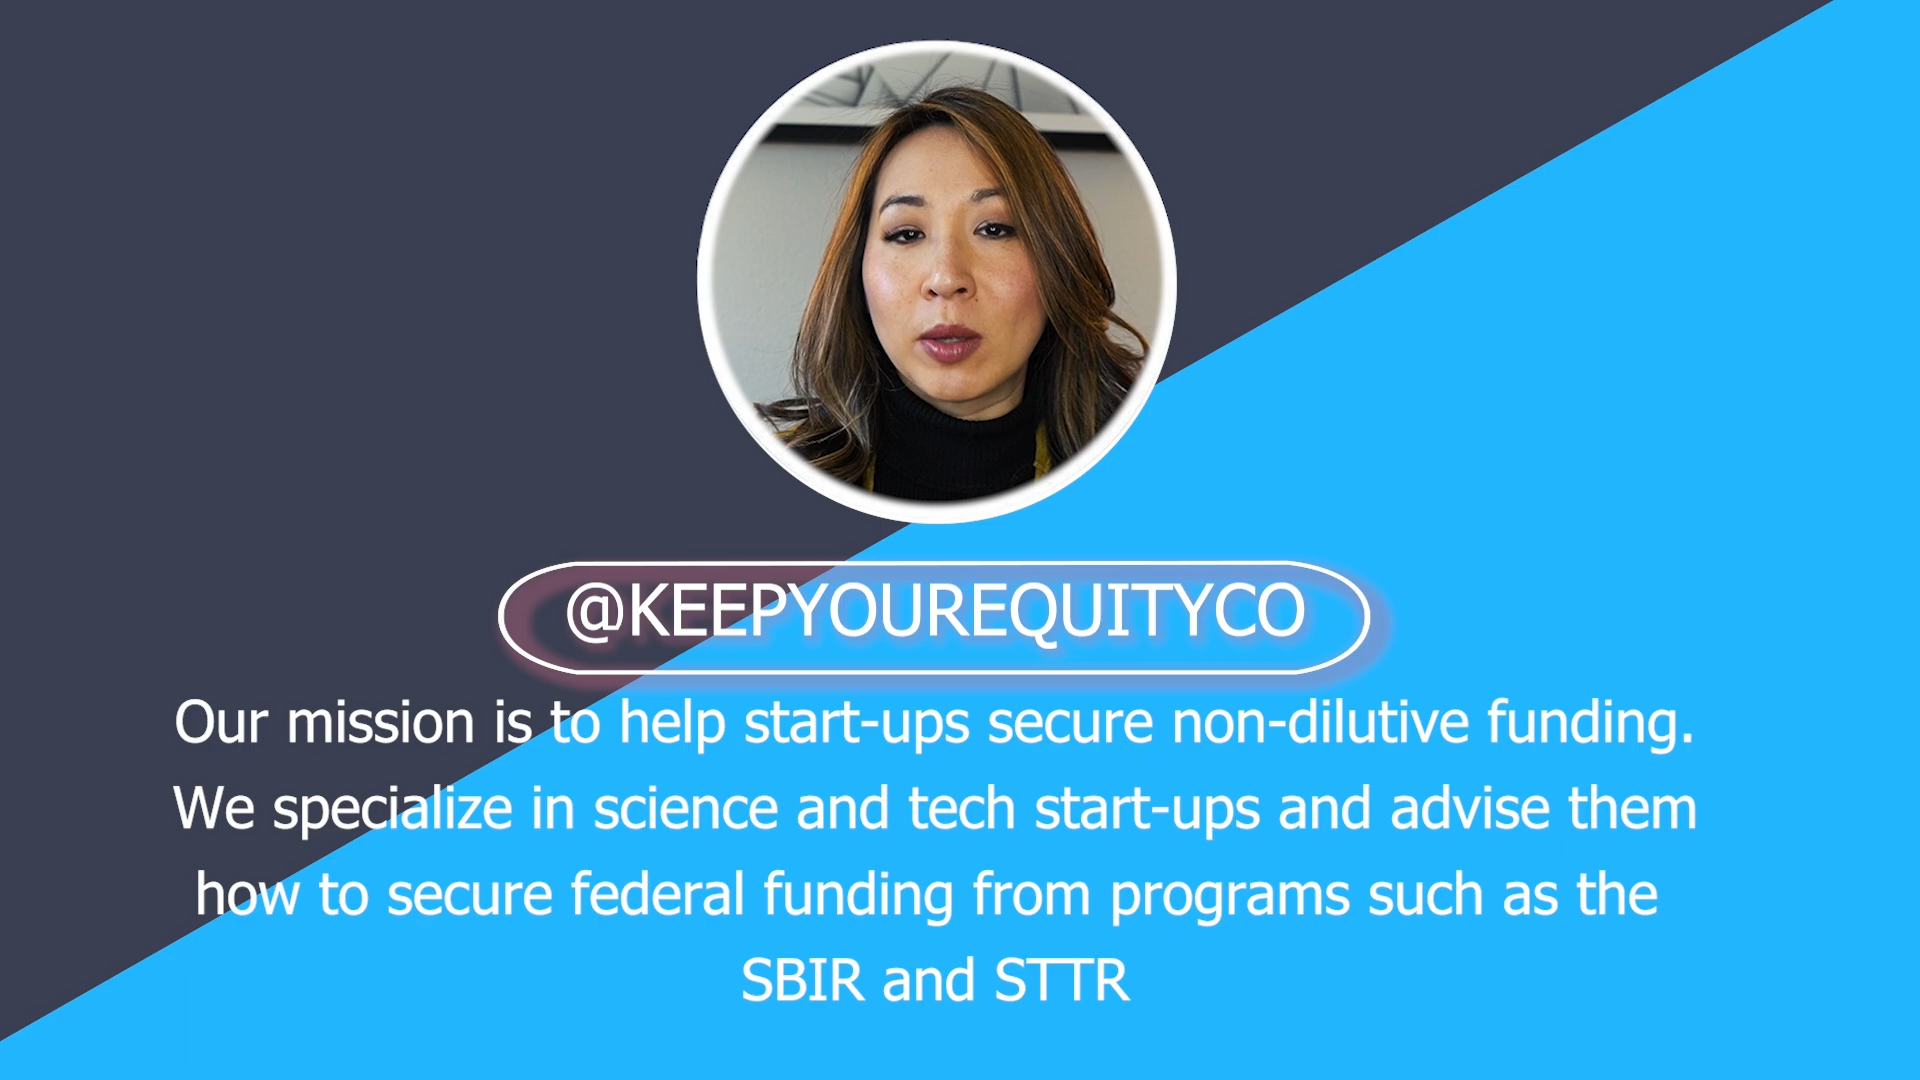 @KEEPYOUREQUITYCO
Our mission is to help start-ups secure non-dilutive funding.
We specialize in science and tech start-ups and advise them
how to secure federal funding from programs such as the
SBIR and STTR